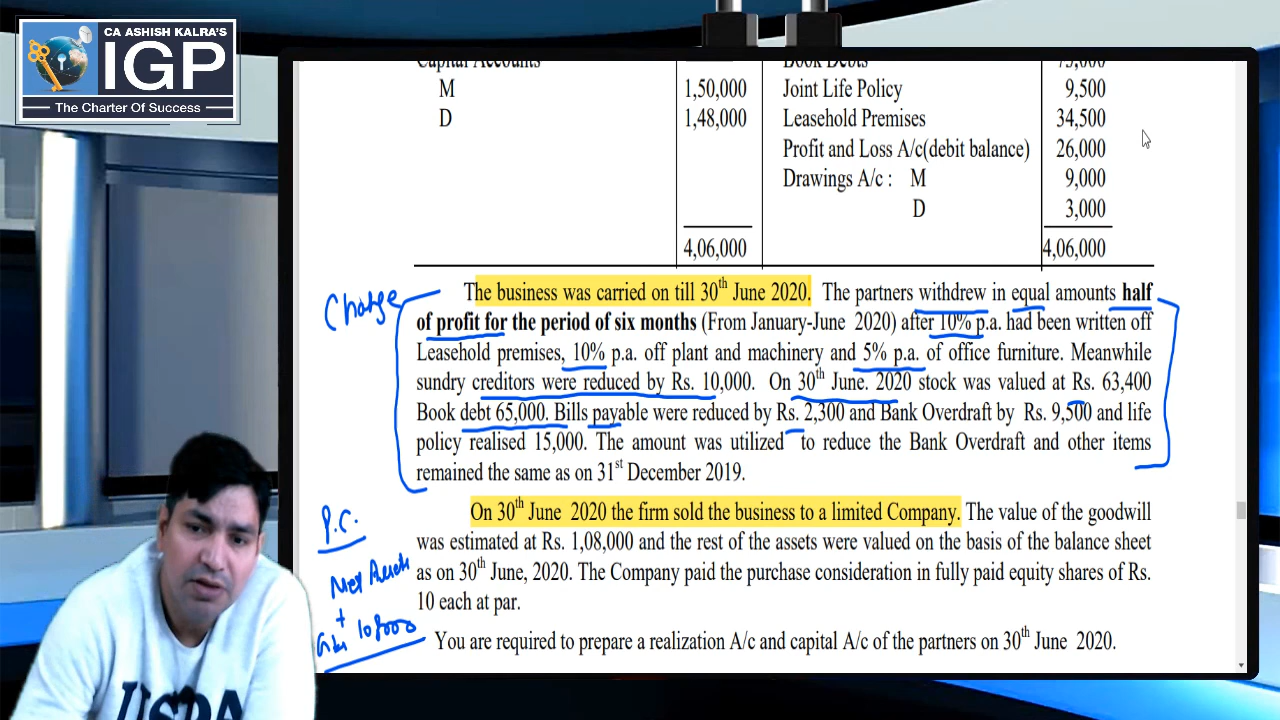 CA ASHISH KALRA'S
IGP
The Charter Of Success
Capital Accounts Book Debts 75,000
M 1,50,000 Joint Life Policy 9,500
D 1,48,000 Leasehold Premises 34,500
Profit and Loss A/c(debit balance) 26,000
Drawings A/c : M 9,000
D 3,000
4,06,000 4,06,000
Charge
The business was carried on till 30th June 2020. The partners withdrew in equal amounts half
of profit for the period of six months (From January-June 2020) after 10% p.a. had been written off
Leasehold premises, 10% p.a. off plant and machinery and 5% p.a. of office furniture. Meanwhile
sundry creditors were reduced by Rs. 10,000. On 30th June. 2020 stock was valued at Rs. 63,400
Book debt 65,000. Bills payable were reduced by Rs. 2,300 and Bank Overdraft by Rs. 9,500 and life
policy realised 15,000. The amount was utilized to reduce the Bank Overdraft and other items
remained the same as on 31st December 2019.
P.C.
Net Assets
+
108000
On 30th June 2020 the firm sold the business to a limited Company. The value of the goodwill
was estimated at Rs. 1,08,000 and the rest of the assets were valued on the basis of the balance sheet
as on 30th June, 2020. The Company paid the purchase consideration in fully paid equity shares of Rs.
10 each at par.
You are required to prepare a realization A/c and capital A/c of the partners on 30th June 2020.